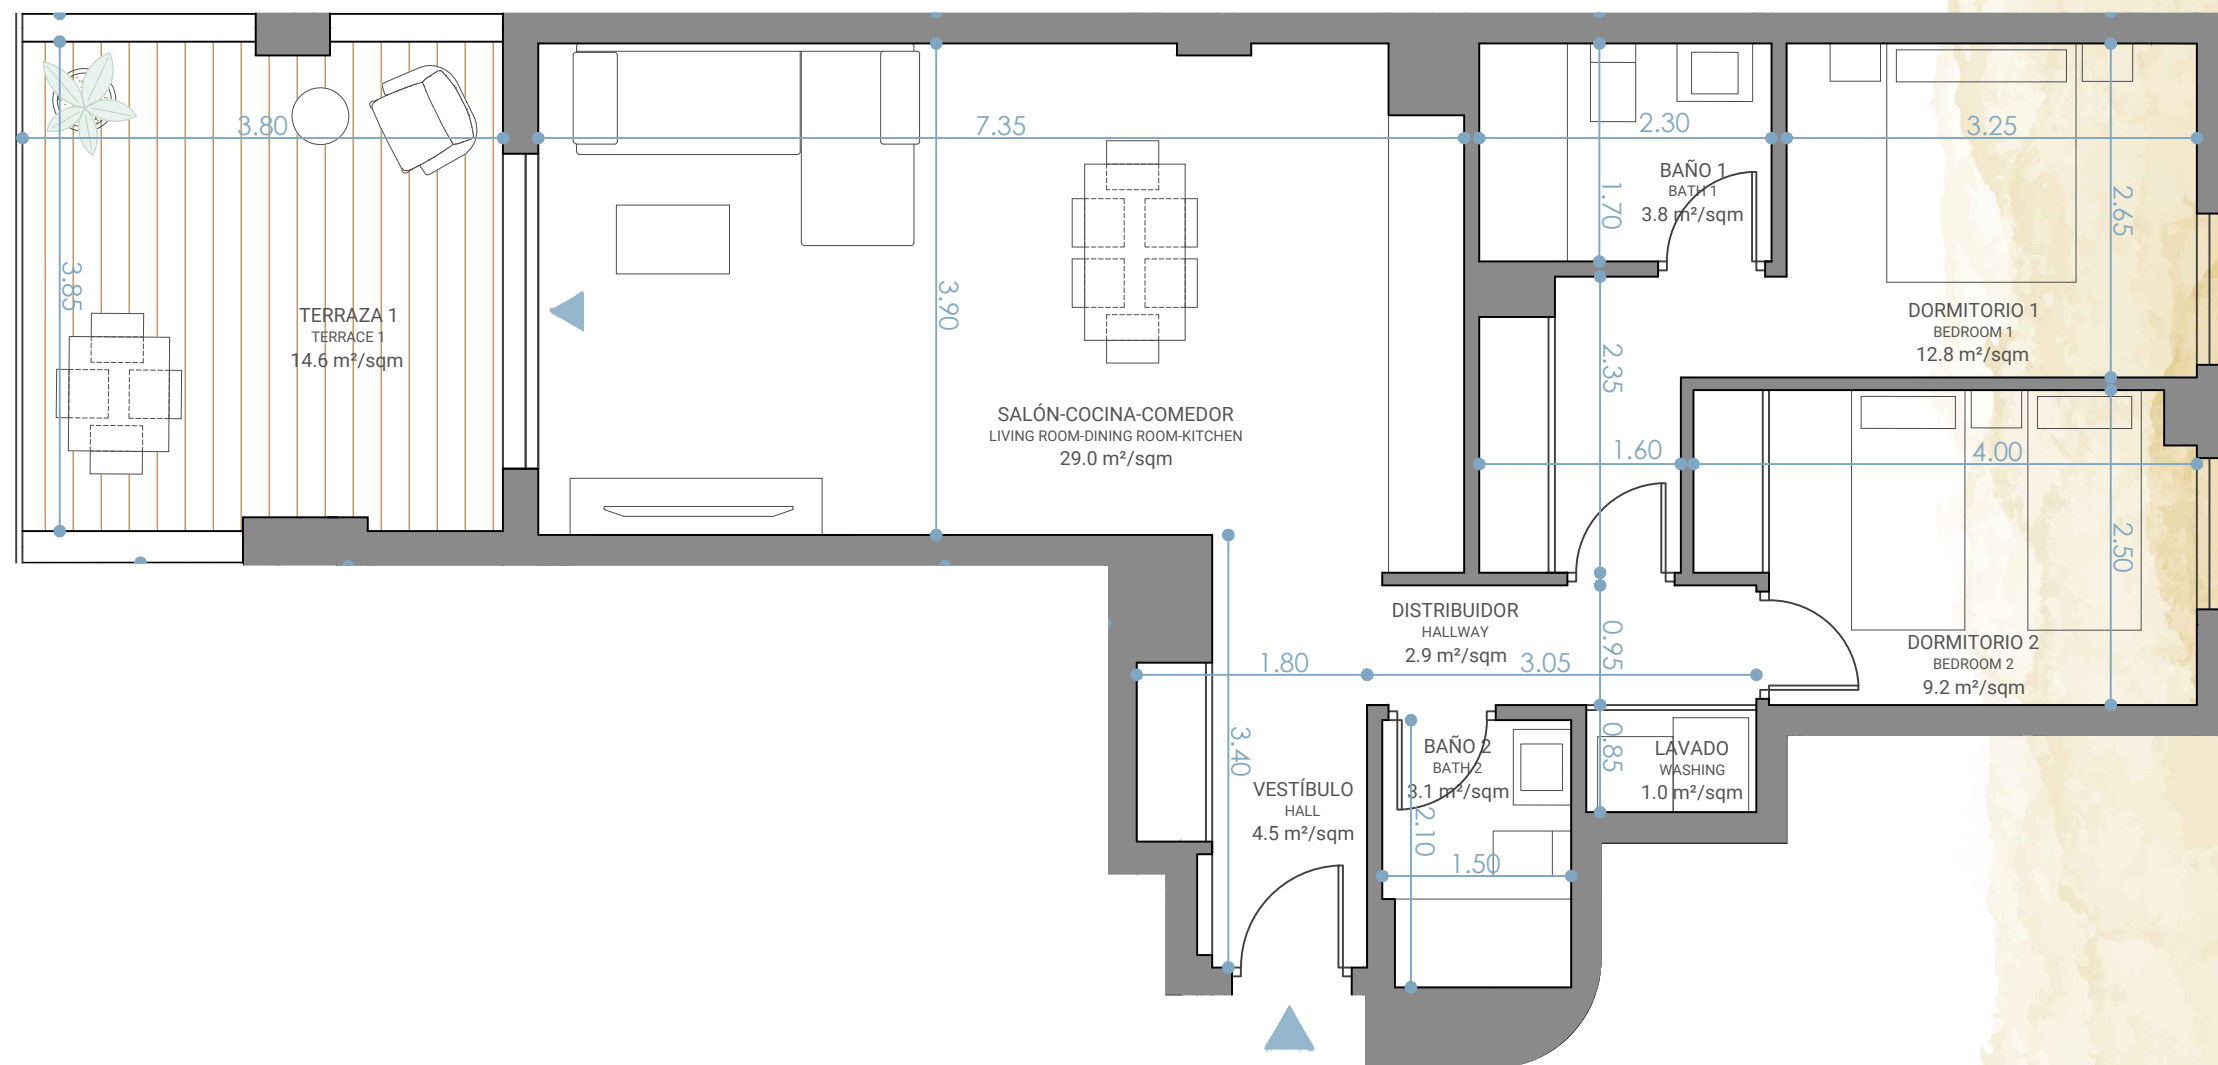 3.80
7.35
2.30
3.25
BAÑO 1
BATH 1
3.8 m²/sqm
1.70
2.65
3.85
TERRAZA 1
TERRACE 1
14.6 m²/sqm
3.90
DORMITORIO 1
BEDROOM 1
12.8 m²/sqm
2.35
SALÓN-COCINA-COMEDOR
LIVING ROOM-DINING ROOM-KITCHEN
29.0 m²/sqm
1.60
4.00
2.50
DISTRIBUIDOR
HALLWAY
2.9 m²/sqm
1.80
3.05
0.95
DORMITORIO 2
BEDROOM 2
9.2 m²/sqm
3.40
BAÑO 2
BATH 2
3.1 m²/sqm
0.85
LAVADO
WASHING
1.0 m²/sqm
VESTÍBULO
HALL
4.5 m²/sqm
2.10
1.50